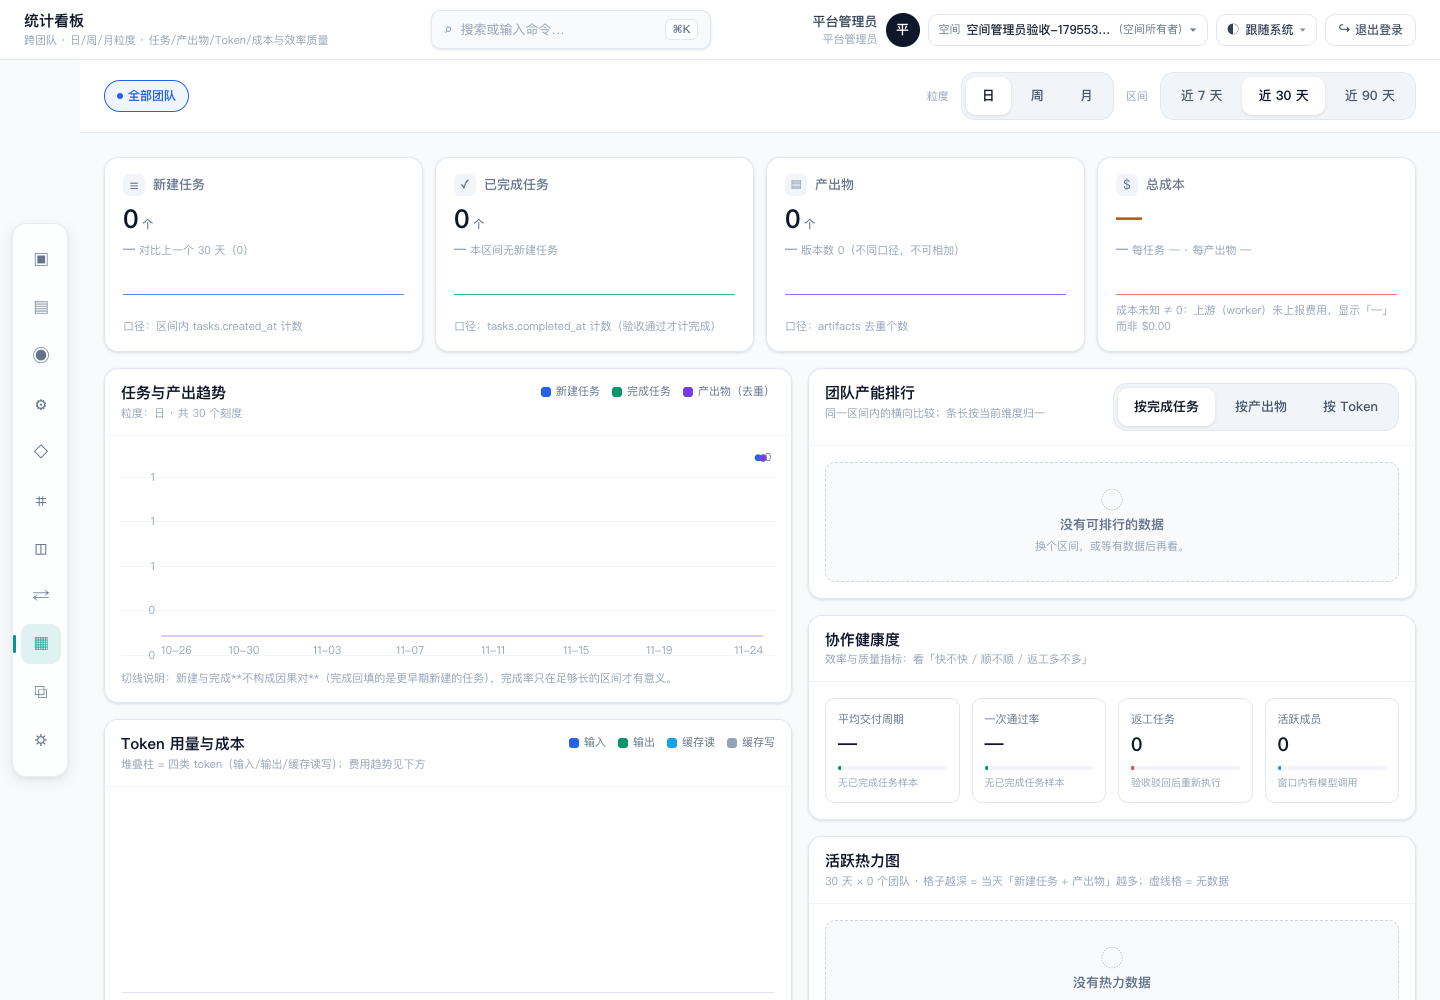 统计看板
跨团队 · 日/周/月粒度 · 任务/产出物/Token/成本与效率质量
搜索或输入命令...
⌘K
平台管理员
平台管理员
平
空间 空间管理员验收-179553... (空间所有者)
跟随系统
退出登录
全部团队
粒度
日
周
月
区间
近 7 天
近 30 天
近 90 天
新建任务
0 个
— 对比上一个 30 天（0）
口径：区间内 tasks.created_at 计数
已完成任务
0 个
— 本区间无新建任务
口径：tasks.completed_at 计数（验收通过才计完成）
产出物
0 个
— 版本数 0（不同口径，不可相加）
口径：artifacts 去重个数
$ 总成本
—
— 每任务 — · 每产出物 —
成本未知 ≠ 0：上游（worker）未上报费用，显示「—」
而非 $0.00
任务与产出趋势
粒度：日 · 共 30 个刻度
新建任务
完成任务
产出物（去重）
0
1
1
1
0
0
10-26
10-30
11-03
11-07
11-11
11-15
11-19
11-24
切线说明：新建与完成**不构成因果对**（完成回填的是更早期新建的任务），完成率只在足够长的区间才有意义。
团队产能排行
同一区间内的横向比较；条长按当前维度归一
按完成任务
按产出物
按 Token
没有可排行的数据
换个区间，或等有数据后再看。
协作健康度
效率与质量指标：看「快不快 / 顺不顺 / 返工多不多」
平均交付周期
—
无已完成任务样本
一次通过率
—
无已完成任务样本
返工任务
0
验收驳回后重新执行
活跃成员
0
窗口内有模型调用
Token 用量与成本
堆叠柱 = 四类 token（输入/输出/缓存读写）；费用趋势见下方
输入
输出
缓存读
缓存写
活跃热力图
30 天 × 0 个团队 · 格子越深 = 当天「新建任务 + 产出物」越多；虚线格 = 无数据
没有热力数据